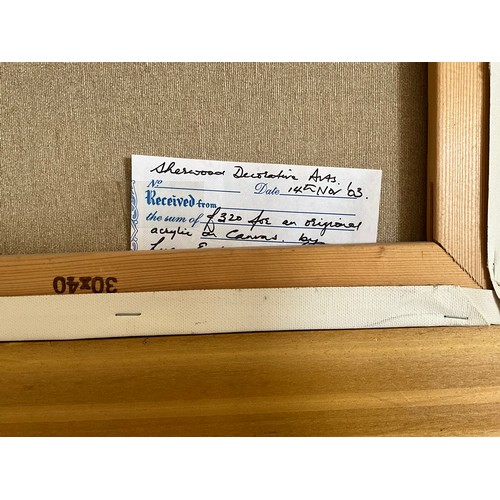 Sherwood Decorative Arts.
No Date 14th Nov '03.
Received from
the sum of £320 for an original
acrylic on Canvas. by
30x40